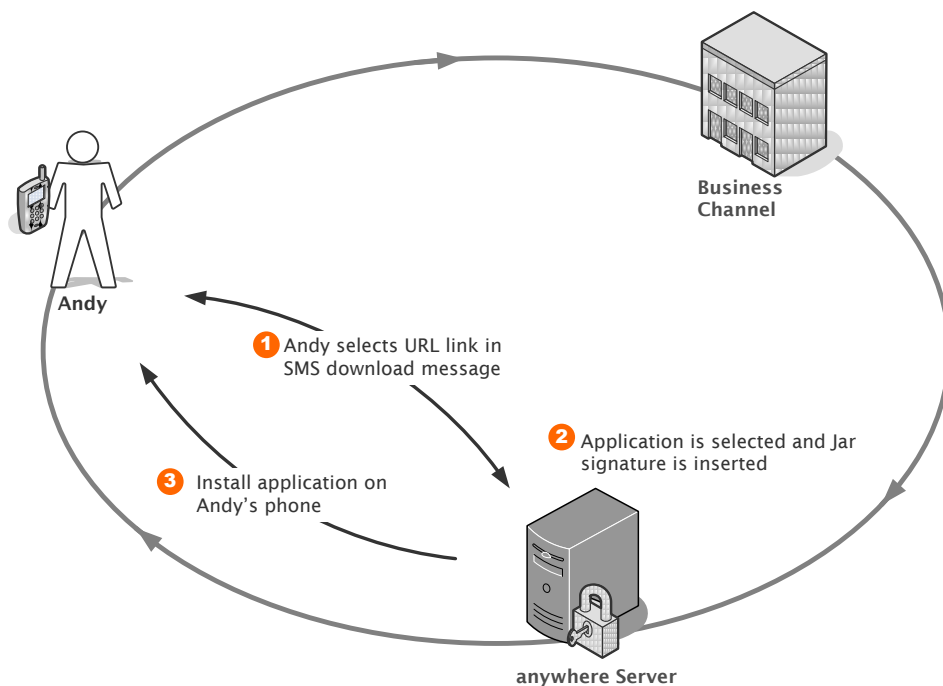 Business
Channel
Andy
1 Andy selects URL link in
SMS download message
2 Application is selected and Jar
signature is inserted
3 Install application on
Andy's phone
anywhere Server